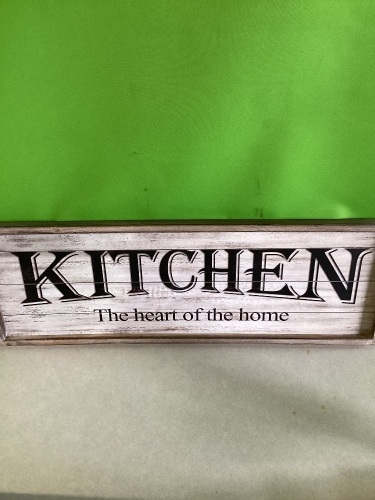 KITCHEN
The heart of the home